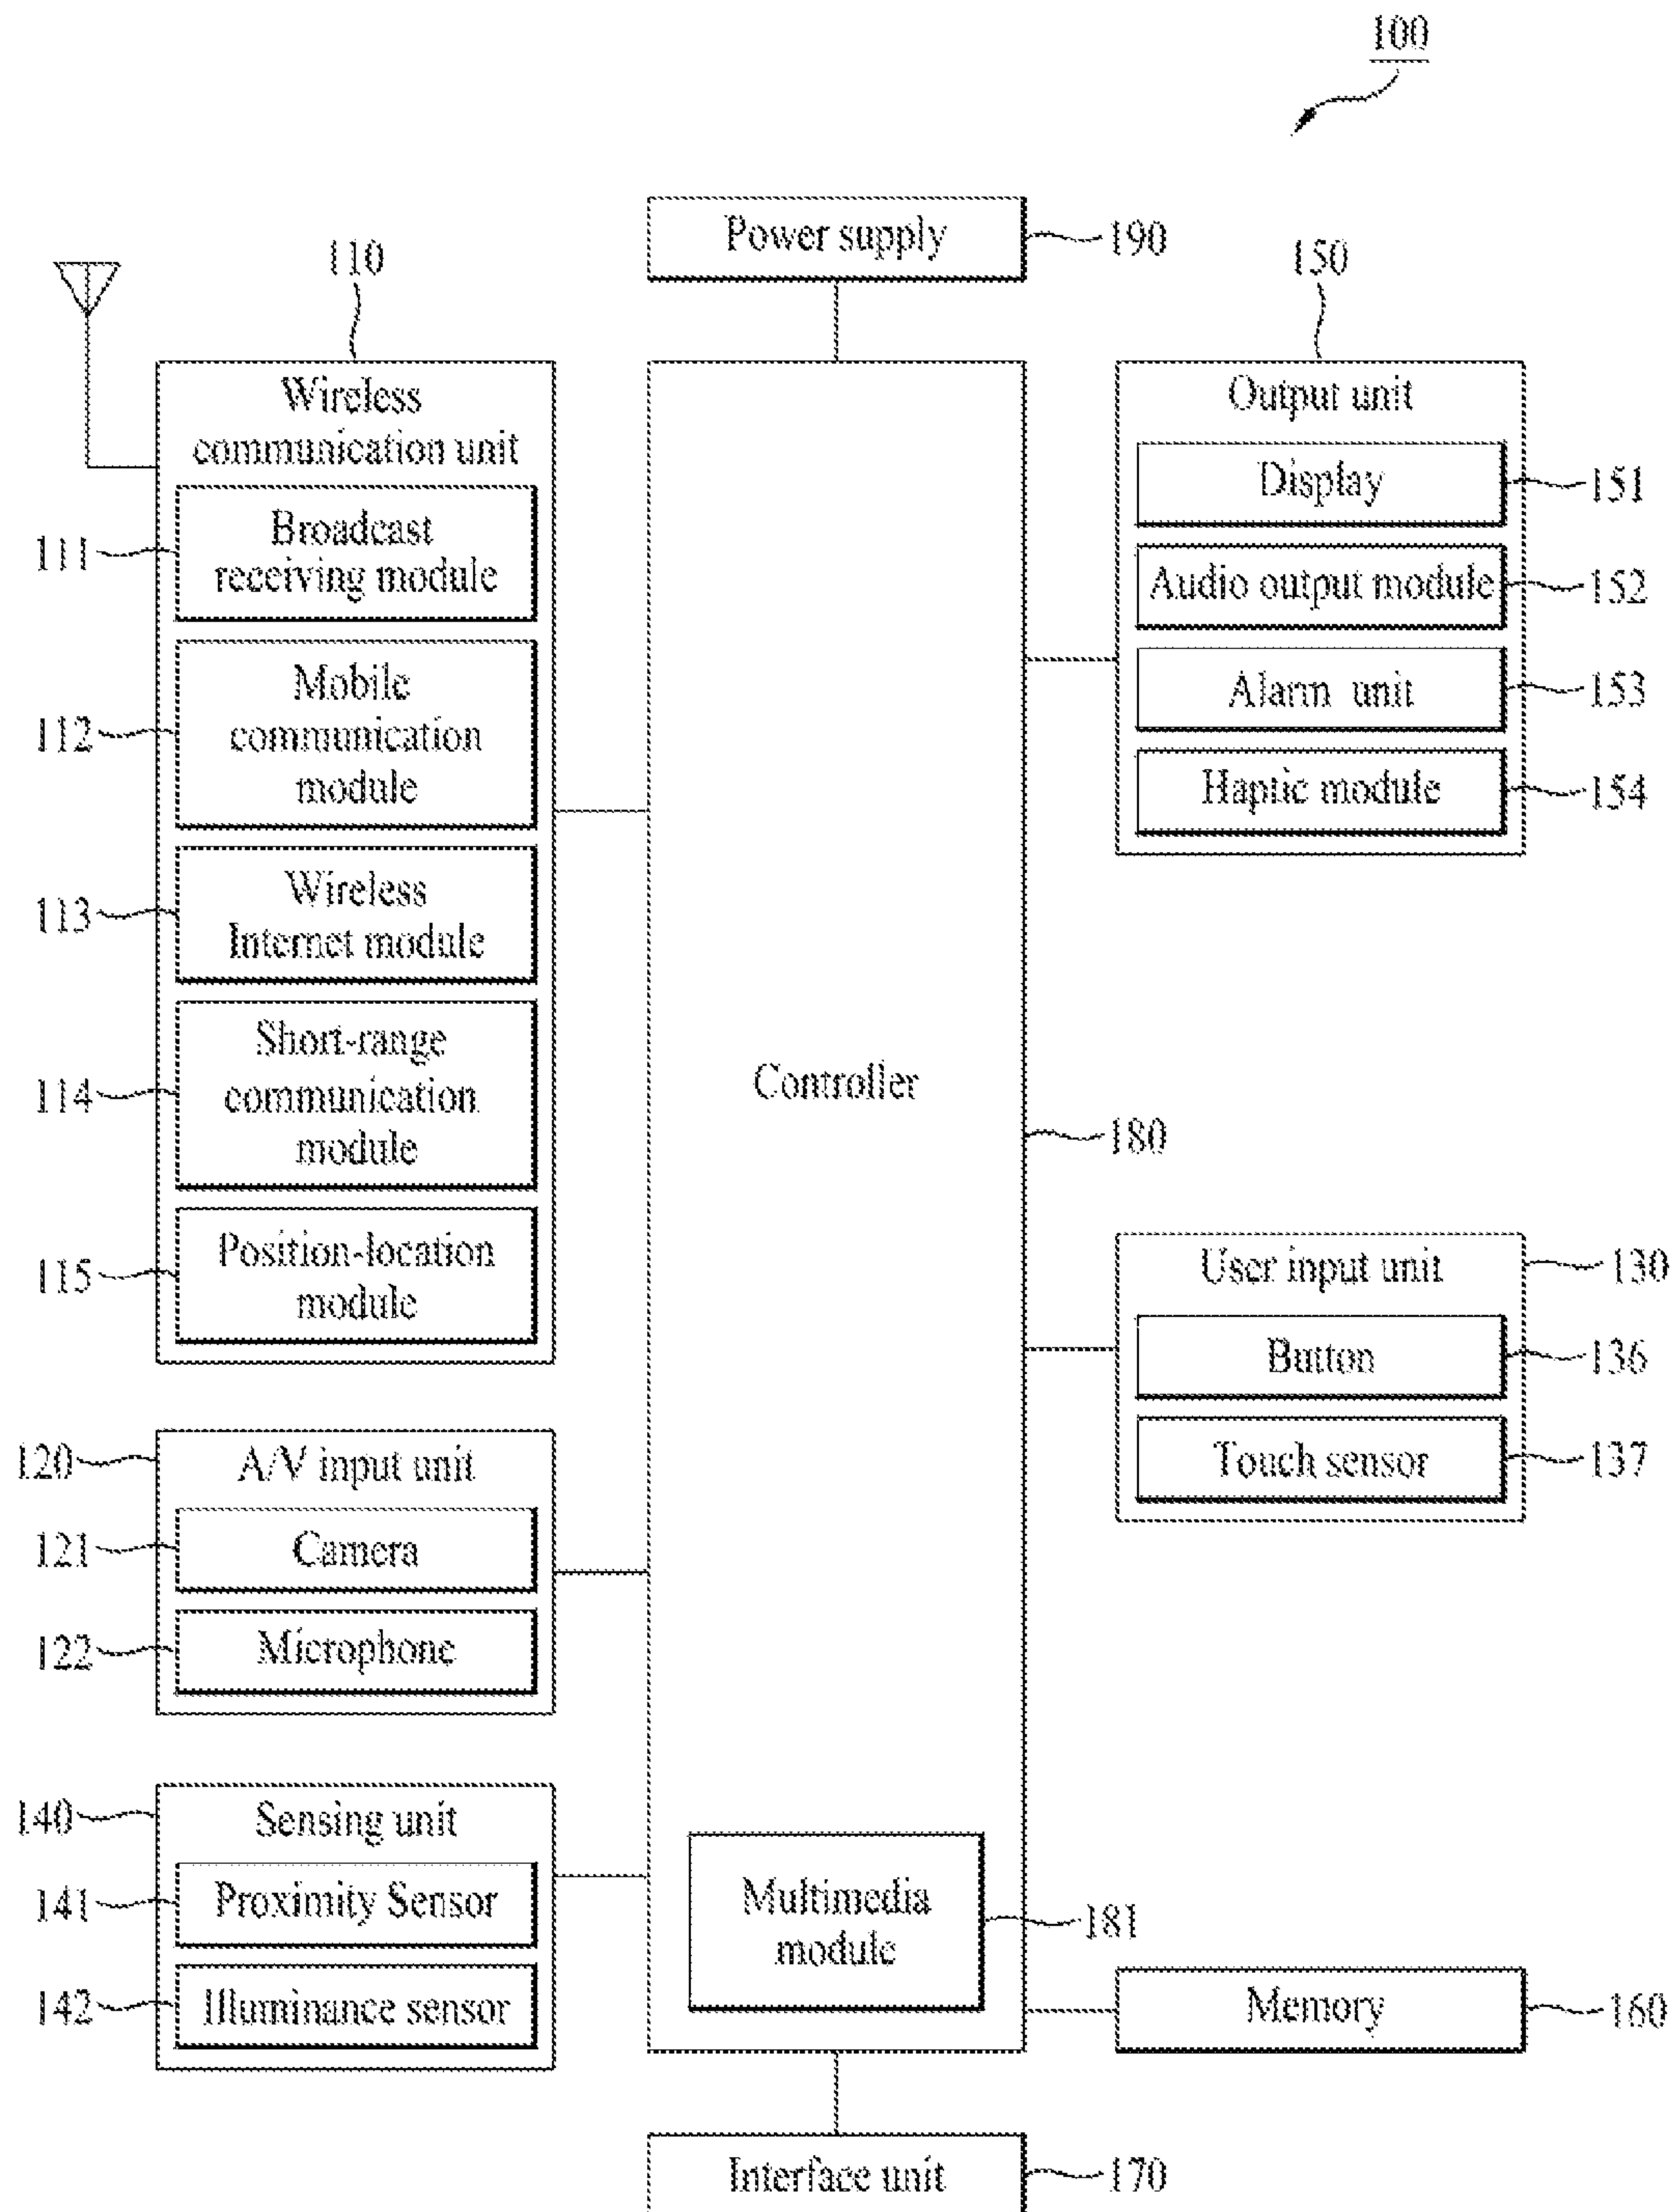 100
Power supply
190
110
Wireless
communication unit
Broadcast
receiving module
111
Mobile
communication
module
112
Wireless
Internet module
113
Short-range
communication
module
114
Position-location
module
115
A/V input unit
120
Camera
121
Microphone
122
Sensing unit
140
Proximity Sensor
141
Illuminance sensor
142
Controller
180
Multimedia
module
181
150
Output unit
Display
151
Audio output module
152
Alarm unit
153
Haptic module
154
User input unit
130
Button
136
Touch sensor
137
Memory
160
Interface unit
170